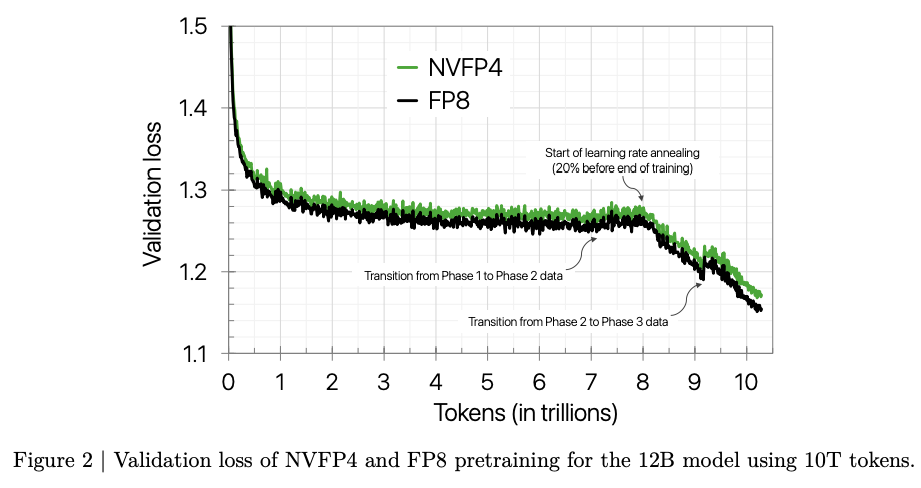 1.5
1.4
1.3
1.2
1.1
Validation loss
NVFP4
FP8
Start of learning rate annealing
(20% before end of training)
Transition from Phase 1 to Phase 2 data
Transition from Phase 2 to Phase 3 data
0 1 2 3 4 5 6 7 8 9 10
Tokens (in trillions)
Figure 2 | Validation loss of NVFP4 and FP8 pretraining for the 12B model using 10T tokens.